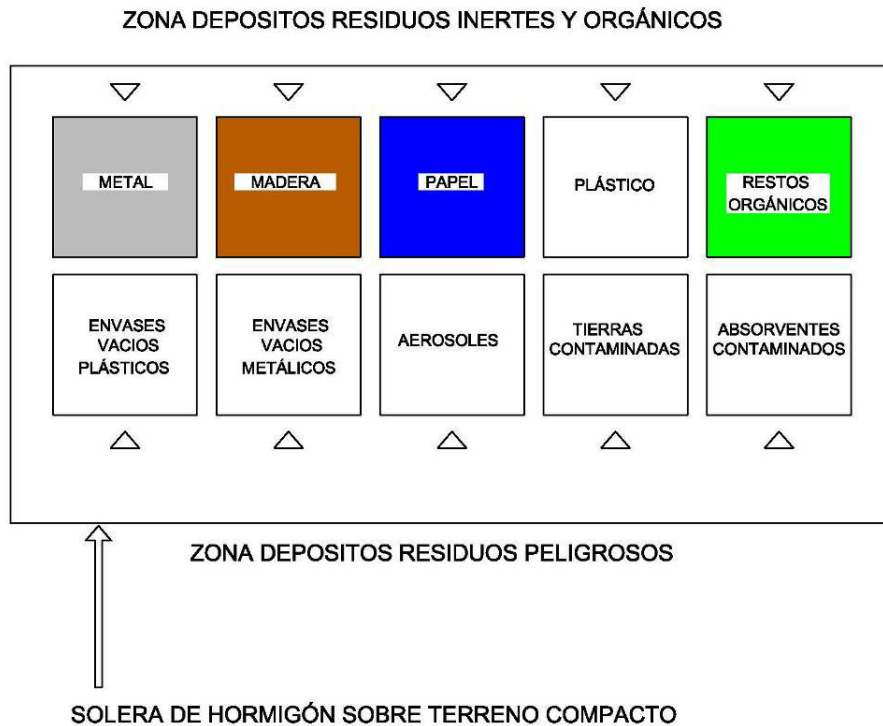 ZONA DEPOSITOS RESIDUOS INERTES Y ORGÁNICOS
METAL
MADERA
PAPEL
PLÁSTICO
RESTOS
ORGÁNICOS
ENVASES
VACIOS
PLÁSTICOS
ENVASES
VACIOS
METÁLICOS
AEROSOLES
TIERRAS
CONTAMINADAS
ABSORVENTES
CONTAMINADOS
ZONA DEPOSITOS RESIDUOS PELIGROSOS
SOLERA DE HORMIGÓN SOBRE TERRENO COMPACTO